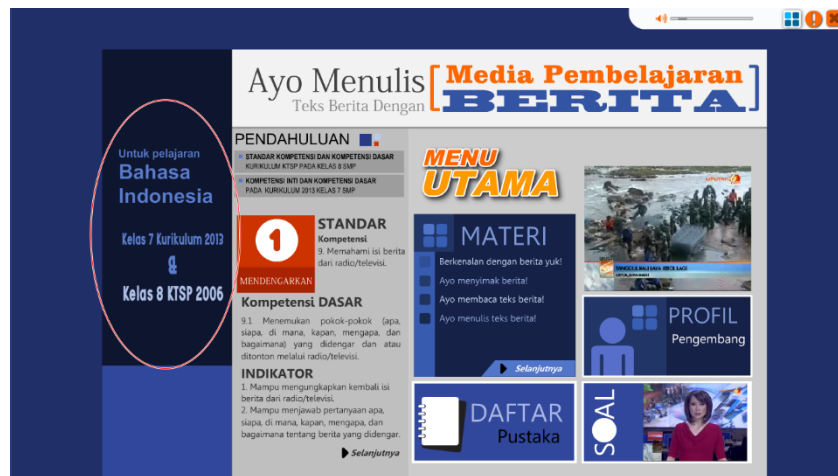 Ayo Menulis
Teks Berita Dengan
Media Pembelajaran
BERITA
Untuk pelajaran
Bahasa
Indonesia
Kelas 7 Kurikulum 2013
&
Kelas 8 KTSP 2006
PENDAHULUAN
STANDAR KOMPETENSI DAN KOMPETENSI DASAR
KURIKULUM KTSP PADA KELAS 8 SMP
KOMPETENSI INTI DAN KOMPETENSI DASAR
PADA KURIKULUM 2013 KELAS 7 SMP
1
MENDENGARKAN
STANDAR
Kompetensi
9. Memahami isi berita
dari radio/televisi.
Kompetensi DASAR
9.1 Menemukan pokok-pokok (apa,
siapa, di mana, kapan, mengapa, dan
bagaimana) yang didengar dan atau
ditonton melalui radio/televisi.
INDIKATOR
1. Mampu mengungkapkan kembali isi
berita dari radio/televisi.
2. Mampu menjawab pertanyaan apa,
siapa, di mana, kapan, mengapa, dan
bagaimana tentang berita yang didengar.
Selanjutnya
MENU
UTAMA
MATERI
Berkenalan dengan berita yuk!
Ayo menyimak berita!
Ayo membaca teks berita!
Ayo menulis teks berita!
Selanjutnya
DAFTAR
Pustaka
PROFIL
Pengembang
SOAL